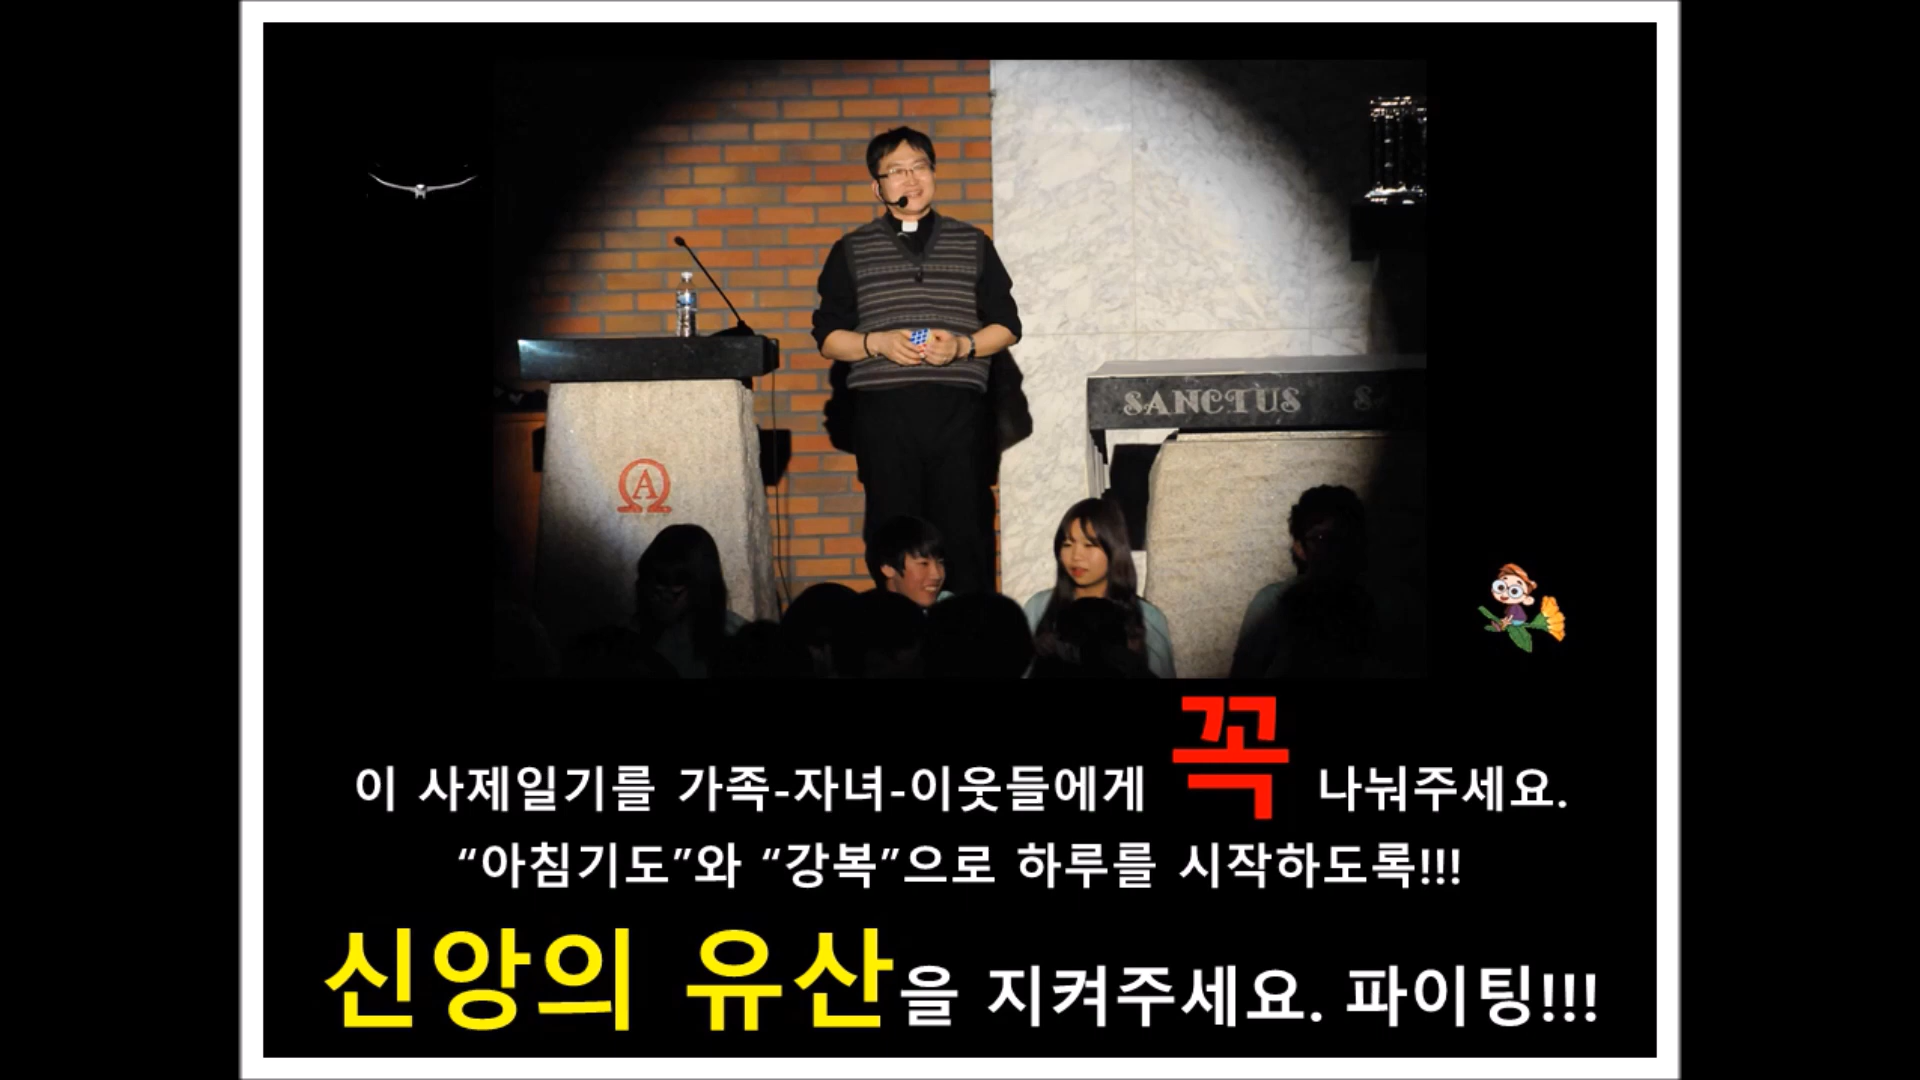 SANCTUS
A
이 사제일기를 가족-자녀-이웃들에게 꼭 나눠주세요.
“아침기도”와 “강복”으로 하루를 시작하도록!!!
신앙의 유산을 지켜주세요. 파이팅!!!